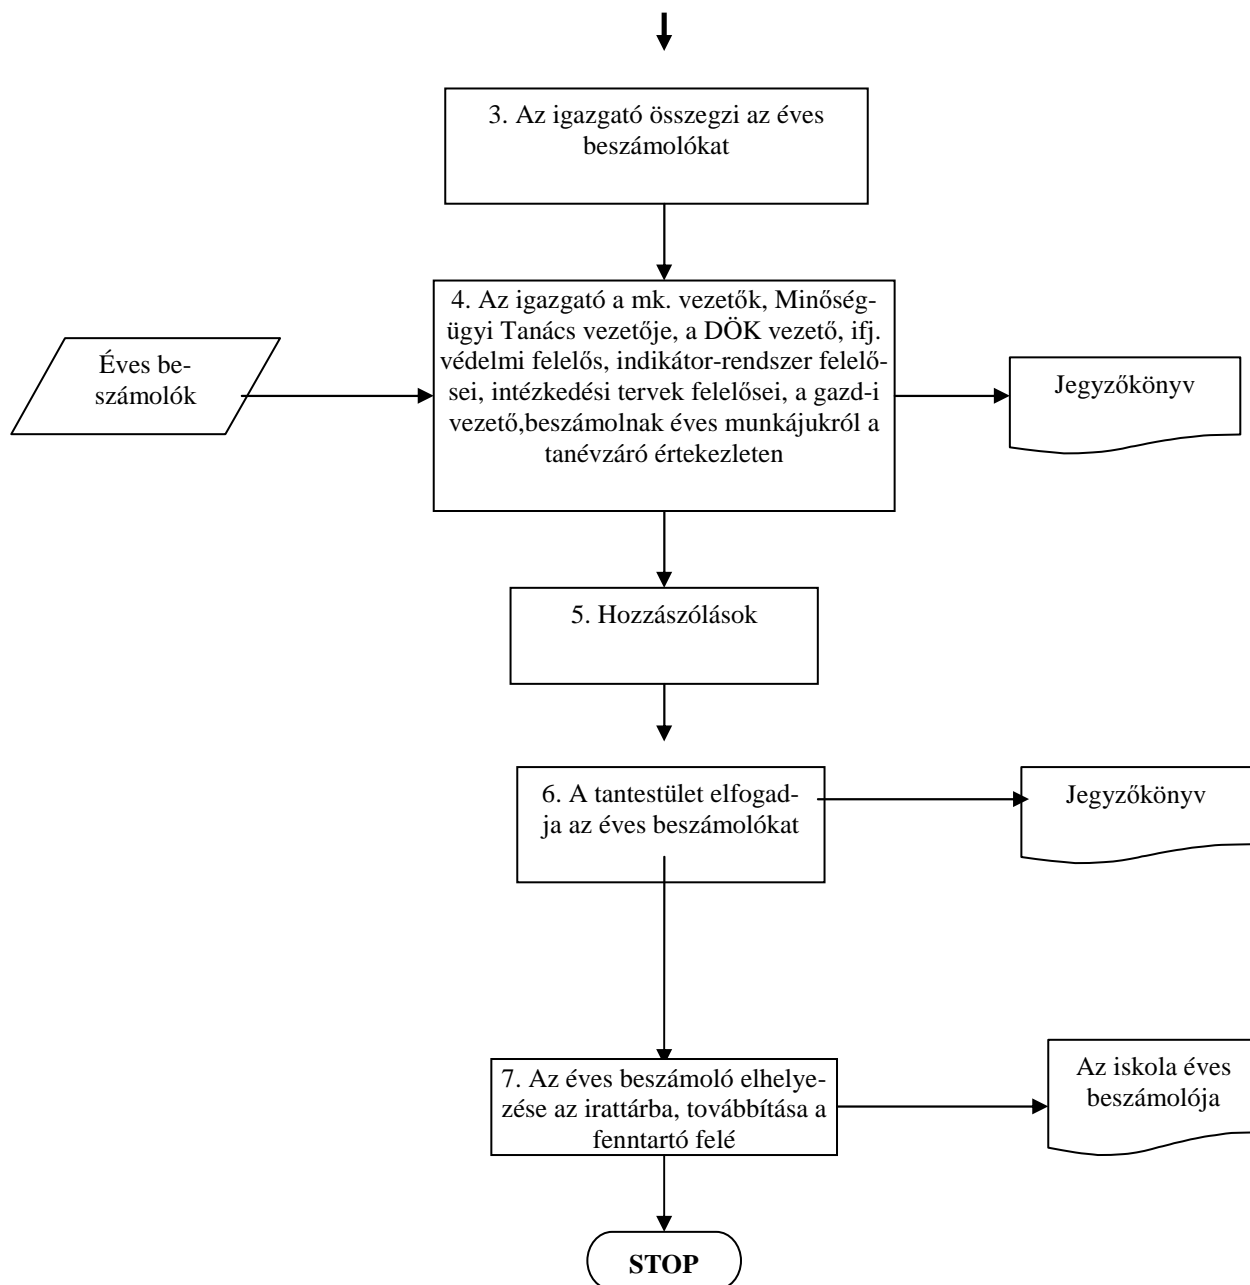 3. Az igazgató összegzi az éves
beszámolókat
4. Az igazgató a mk. vezetők, Minőség-
ügyi Tanács vezetője, a DÖK vezető, ifj.
védelmi felelős, indikátor-rendszer felelő-
sei, intézkedési tervek felelősei, a gazd-i
vezető,beszámolnak éves munkájukról a
tanévzáró értekezleten
Éves be-
számolók
Jegyzőkönyv
5. Hozzászólások
6. A tantestület elfogad-
ja az éves beszámolókat
Jegyzőkönyv
7. Az éves beszámoló elhelye-
zése az irattárba, továbbítása a
fenntartó felé
Az iskola éves
beszámolója
STOP